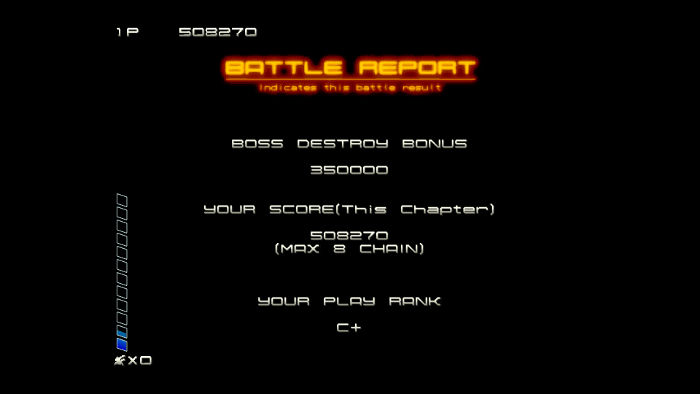 1P 508270
BATTLE REPORT
Indicates this battle result
BOSS DESTROY BONUS
350000
YOUR SCORE(This Chapter)
508270
(MAX 8 CHAIN)
YOUR PLAY RANK
C+
X0